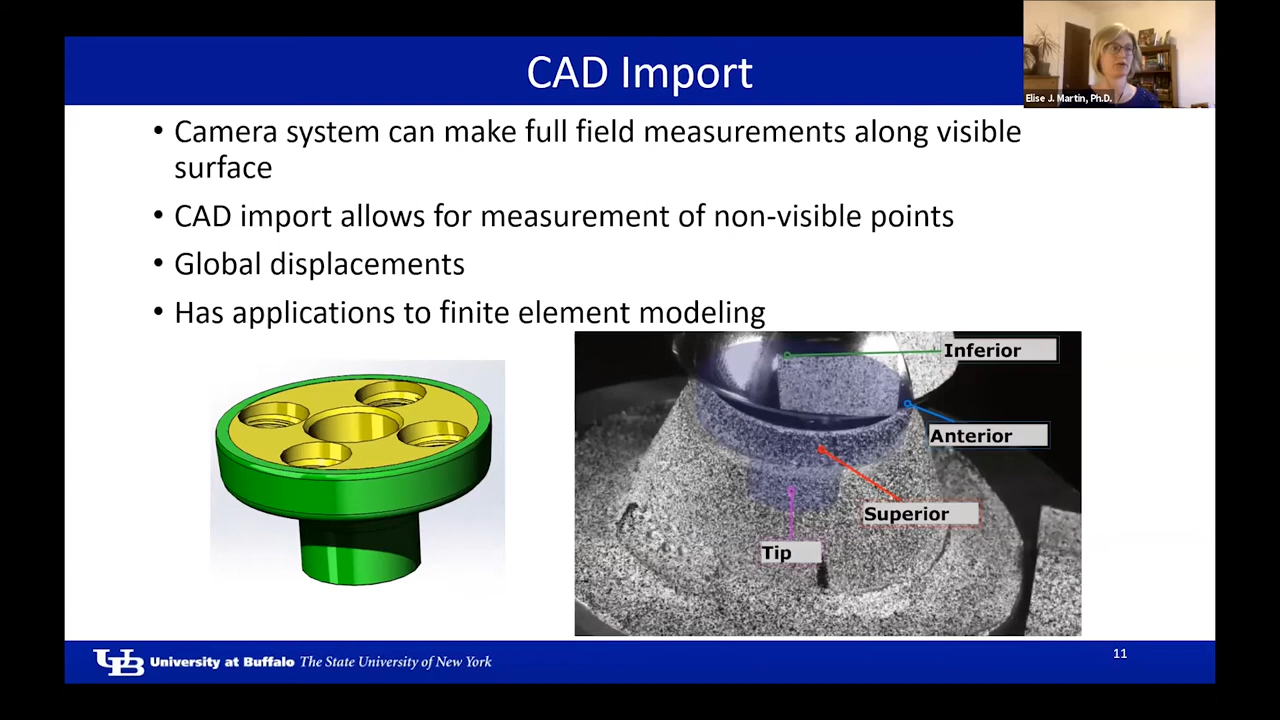 CAD Import
Elise J. Martin, Ph.D.
• Camera system can make full field measurements along visible
surface
• CAD import allows for measurement of non-visible points
• Global displacements
• Has applications to finite element modeling
Inferior
Anterior
Superior
Tip
UB University at Buffalo The State University of New York
11